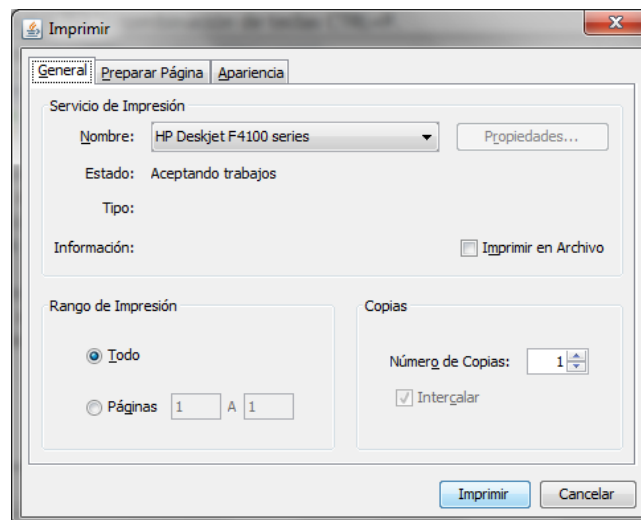 Imprimir
General Preparar Página Apariencia
Servicio de Impresión
Nombre: HP Deskjet F4100 series Propiedades...
Estado: Aceptando trabajos
Tipo:
Información: Imprimir en Archivo
Rango de Impresión Copias
Todo Número de Copias: 1
Páginas 1 A 1 Intercalar
Imprimir Cancelar